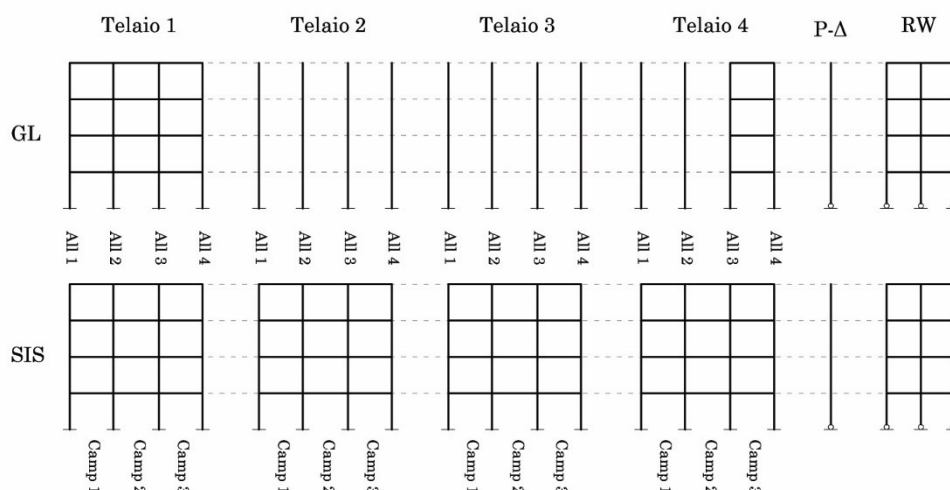 Telaio 1 Telaio 2 Telaio 3 Telaio 4 P-Δ RW
GL
All 1 All 2 All 3 All 4 All 1 All 2 All 3 All 4 All 1 All 2 All 3 All 4 All 1 All 2 All 3 All 4
SIS
Camp 1 Camp 2 Camp 3 Camp 1 Camp 2 Camp 3 Camp 1 Camp 2 Camp 3 Camp 1 Camp 2 Camp 3